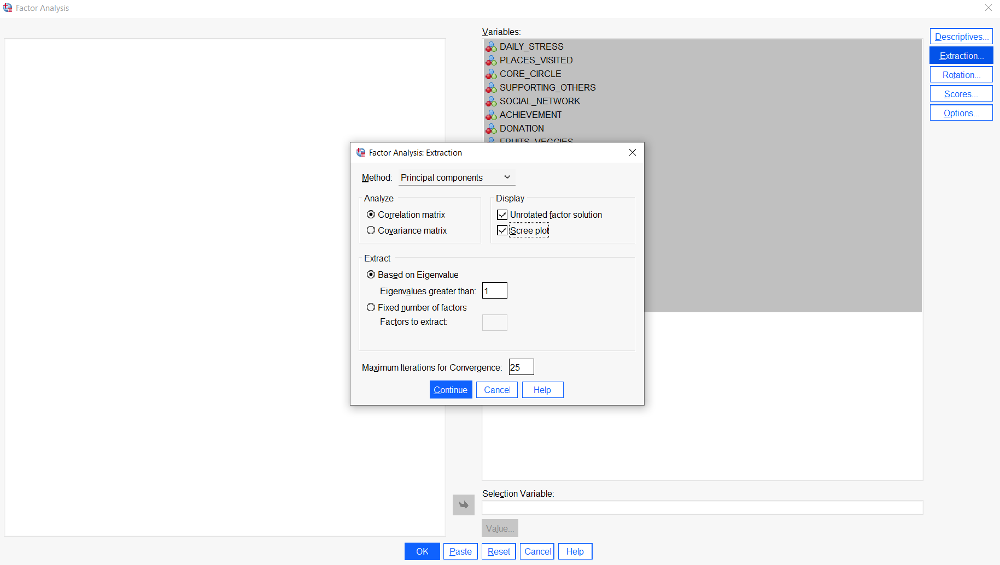 Factor Analysis
Variables:
DAILY_STRESS
PLACES_VISITED
CORE_CIRCLE
SUPPORTING_OTHERS
SOCIAL_NETWORK
ACHIEVEMENT
DONATION
FRUITS_VEGGIES
Descriptives...
Extraction...
Rotation...
Scores...
Options...
Factor Analysis: Extraction
Method: Principal components
Analyze
Correlation matrix
Covariance matrix
Display
Unrotated factor solution
Scree plot
Extract
Based on Eigenvalue
Eigenvalues greater than: 1
Fixed number of factors
Factors to extract:
Maximum Iterations for Convergence: 25
Continue Cancel Help
Selection Variable:
Value...
OK Paste Reset Cancel Help